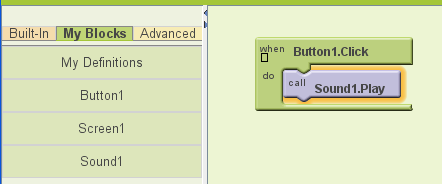 Built-In My Blocks Advanced
My Definitions
Button1
Screen1
Sound1
when Button1.Click
do call Sound1.Play